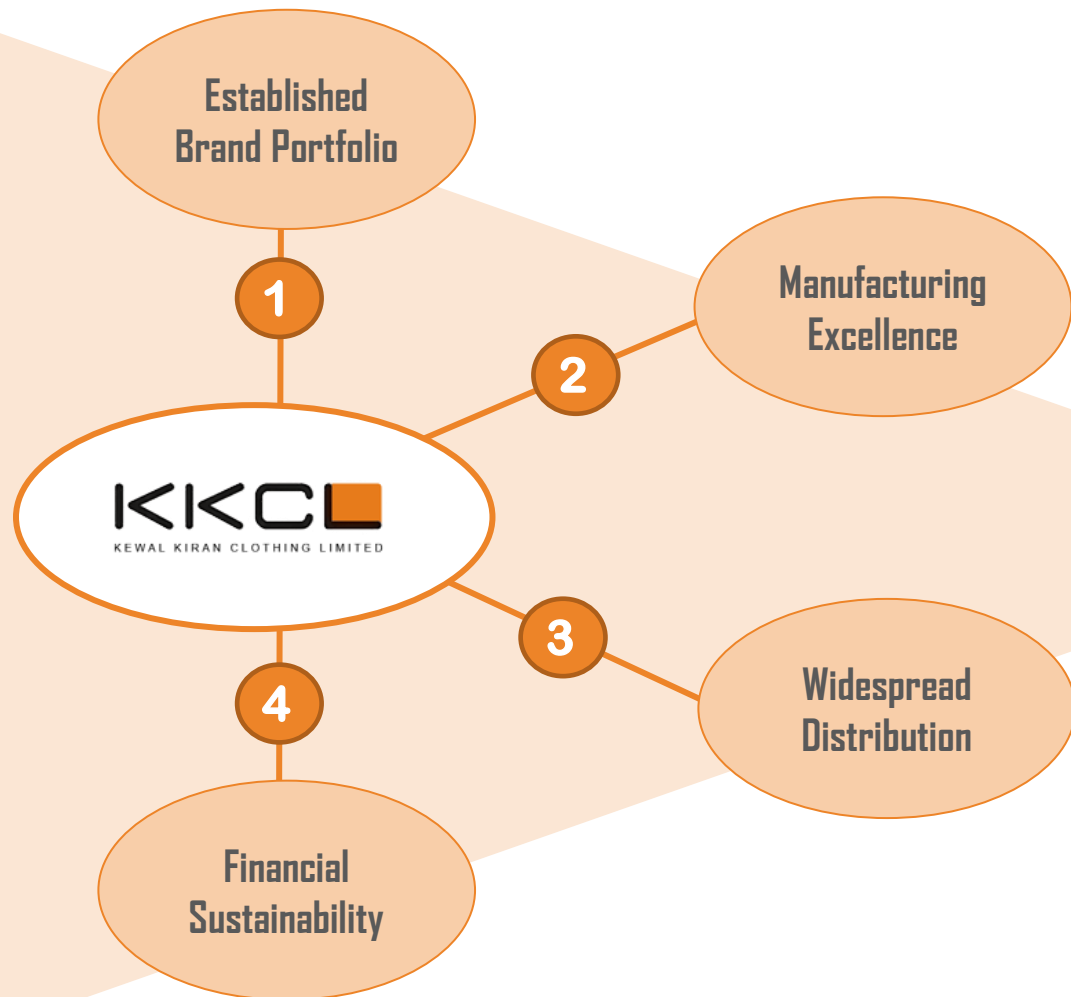 Established
Brand Portfolio
1
Manufacturing
Excellence
2
KKCL
KEWAL KIRAN CLOTHING LIMITED
3
Widespread
Distribution
4
Financial
Sustainability